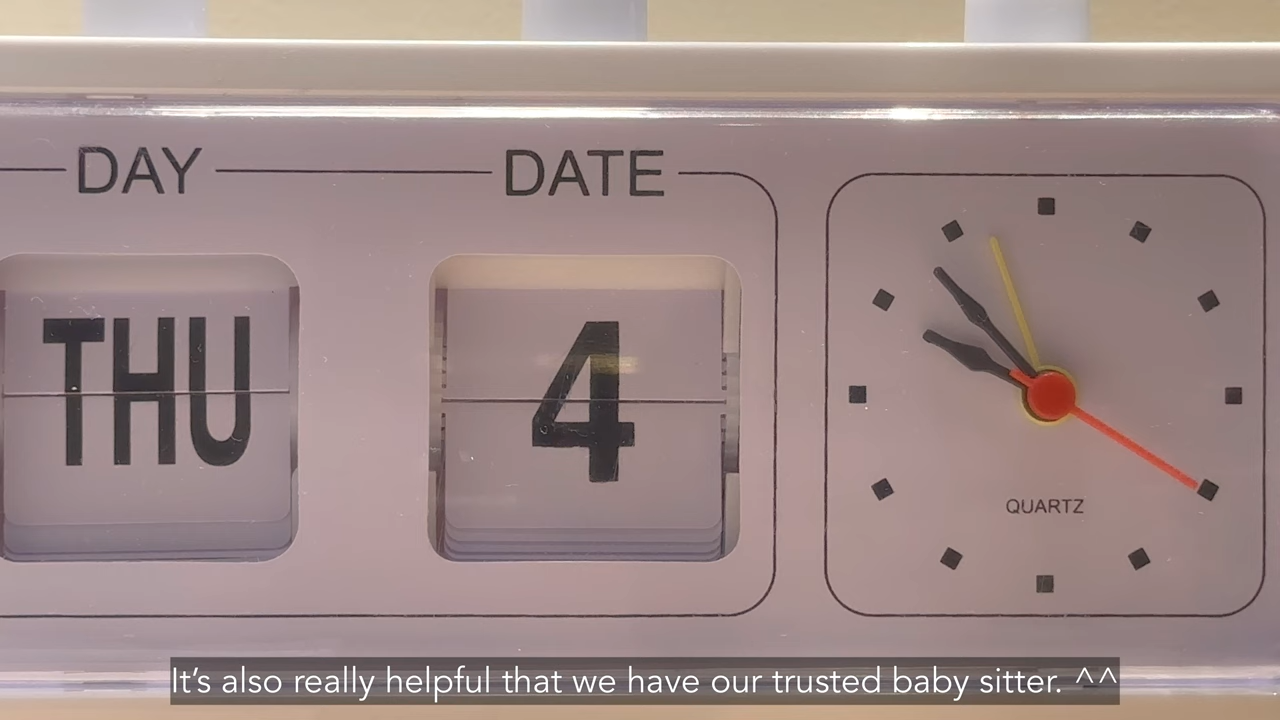 DAY
DATE
THU
4
QUARTZ
It's also really helpful that we have our trusted baby sitter. ^^